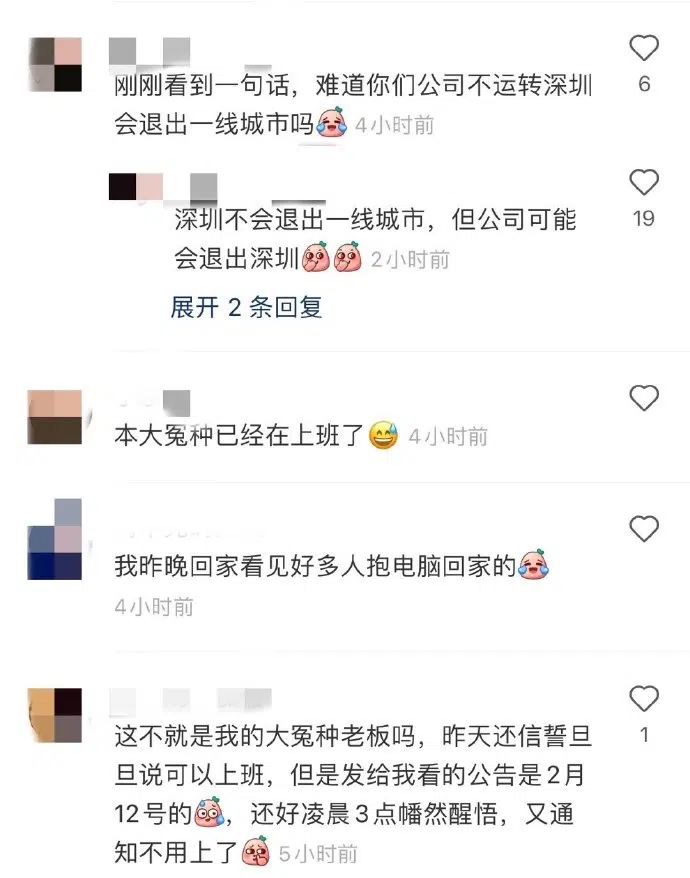 刚刚看到一句话，难道你们公司不运转深圳
会退出一线城市吗 4小时前
6
深圳不会退出一线城市，但公司可能
会退出深圳 2小时前
19
展开 2 条回复
本大冤种已经在上班了 4小时前
我昨晚回家看见好多人抱电脑回家的
4小时前
这不就是我的大冤种老板吗，昨天还信誓旦
旦说可以上班，但是发给我看的公告是2月
12号的，还好凌晨3点幡然醒悟，又通
知不用上了 5小时前
1